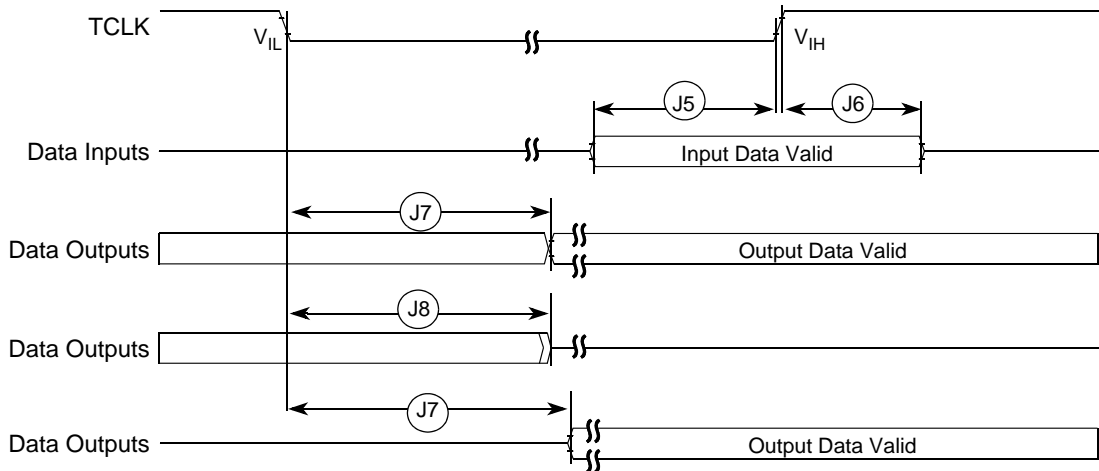 TCLK
VIL
VIH
J5
J6
Data Inputs
Input Data Valid
J7
Data Outputs
Output Data Valid
J8
Data Outputs
J7
Data Outputs
Output Data Valid